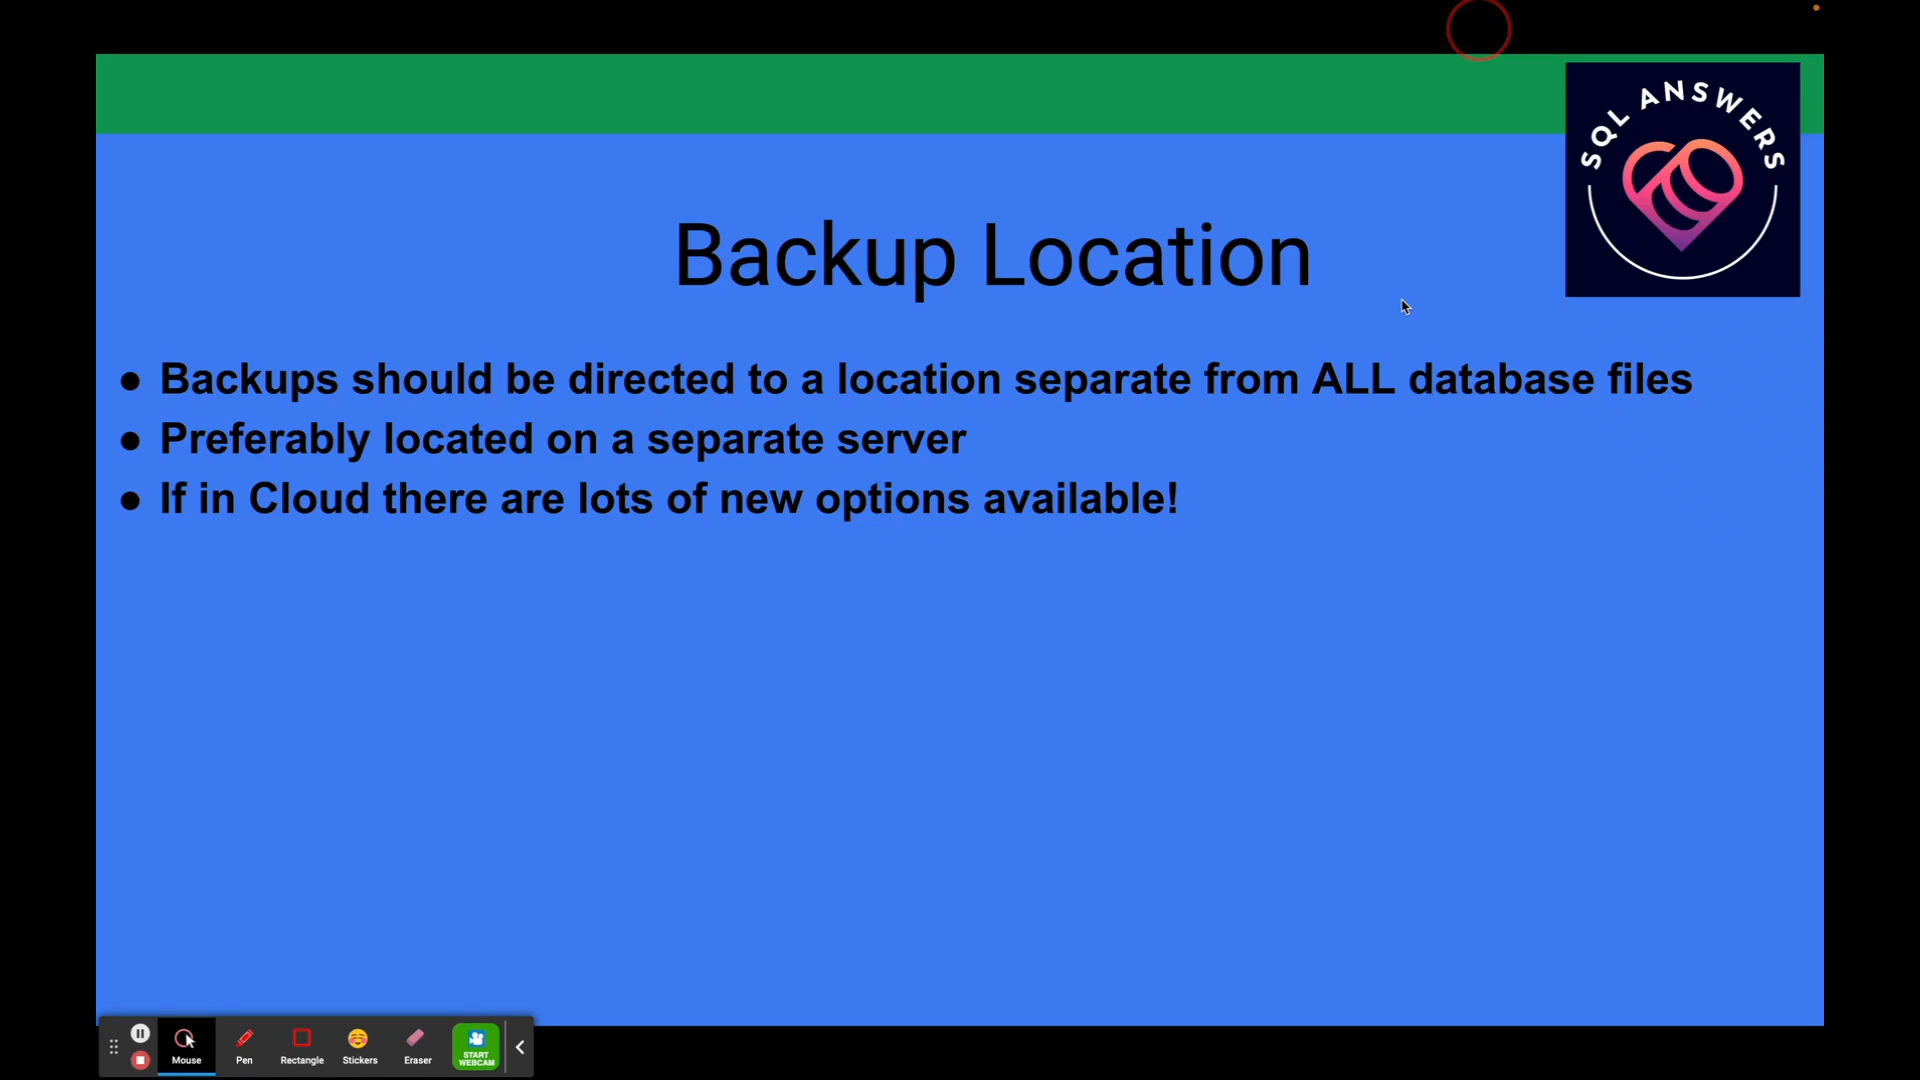 SQL ANSWERS
Backup Location
● Backups should be directed to a location separate from ALL database files
● Preferably located on a separate server
● If in Cloud there are lots of new options available!
Mouse
Pen
Rectangle
Stickers
Eraser
START
WEBCAM